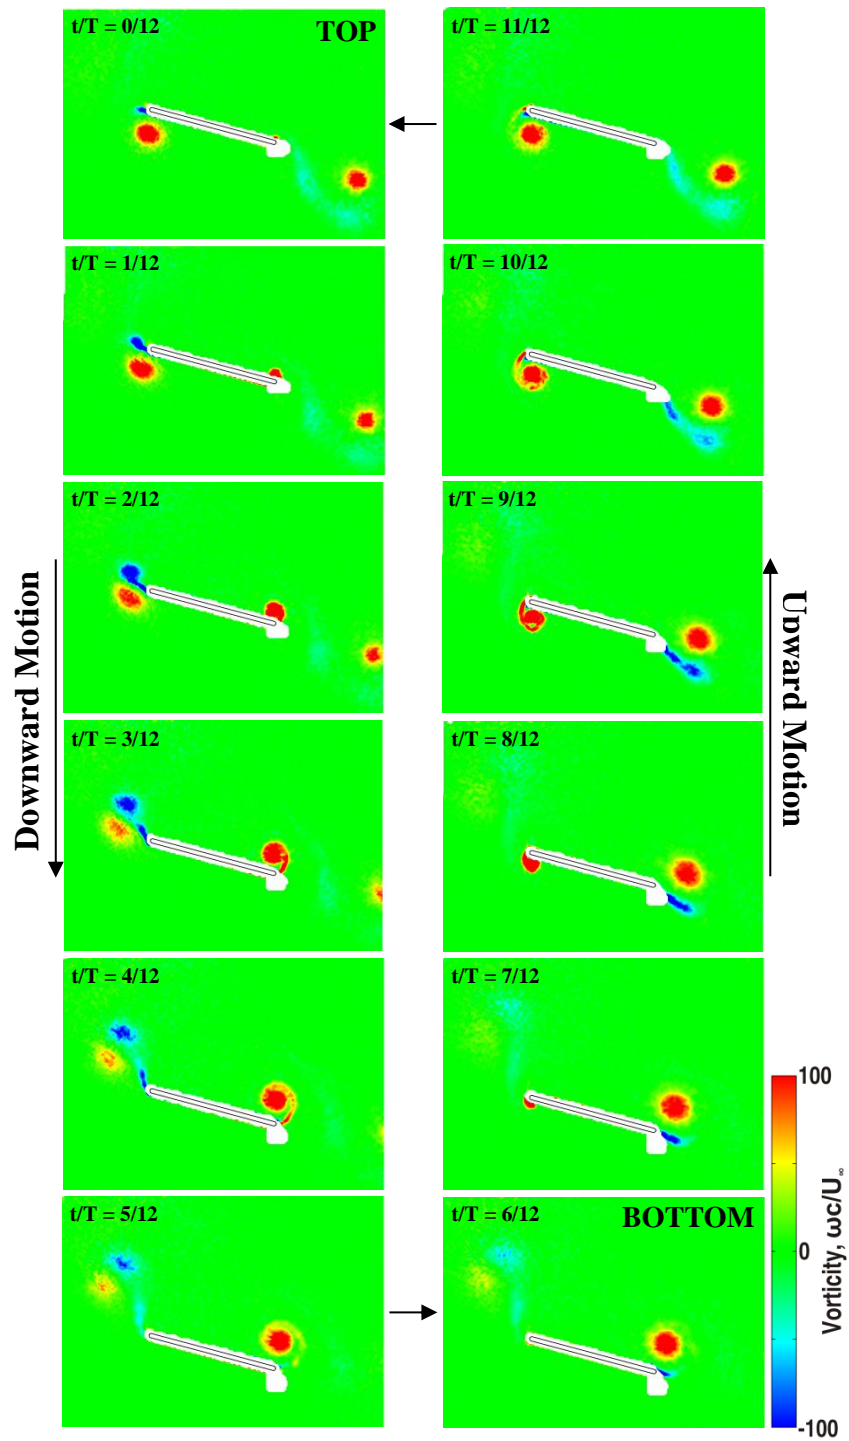 t/T = 0/12
TOP
t/T = 11/12
t/T = 1/12
t/T = 10/12
t/T = 2/12
t/T = 9/12
Downward Motion
Upward Motion
t/T = 3/12
t/T = 8/12
t/T = 4/12
t/T = 7/12
t/T = 5/12
t/T = 6/12
BOTTOM
100
0
-100
Vorticity, ωc/U∞